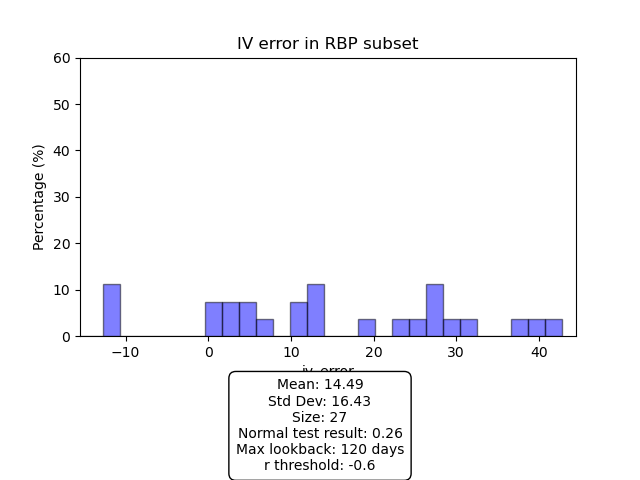 IV error in RBP subset
Percentage (%)
60
50
40
30
20
10
0
−10
0
10
20
30
40
iv_error
Mean: 14.49
Std Dev: 16.43
Size: 27
Normal test result: 0.26
Max lookback: 120 days
r threshold: -0.6